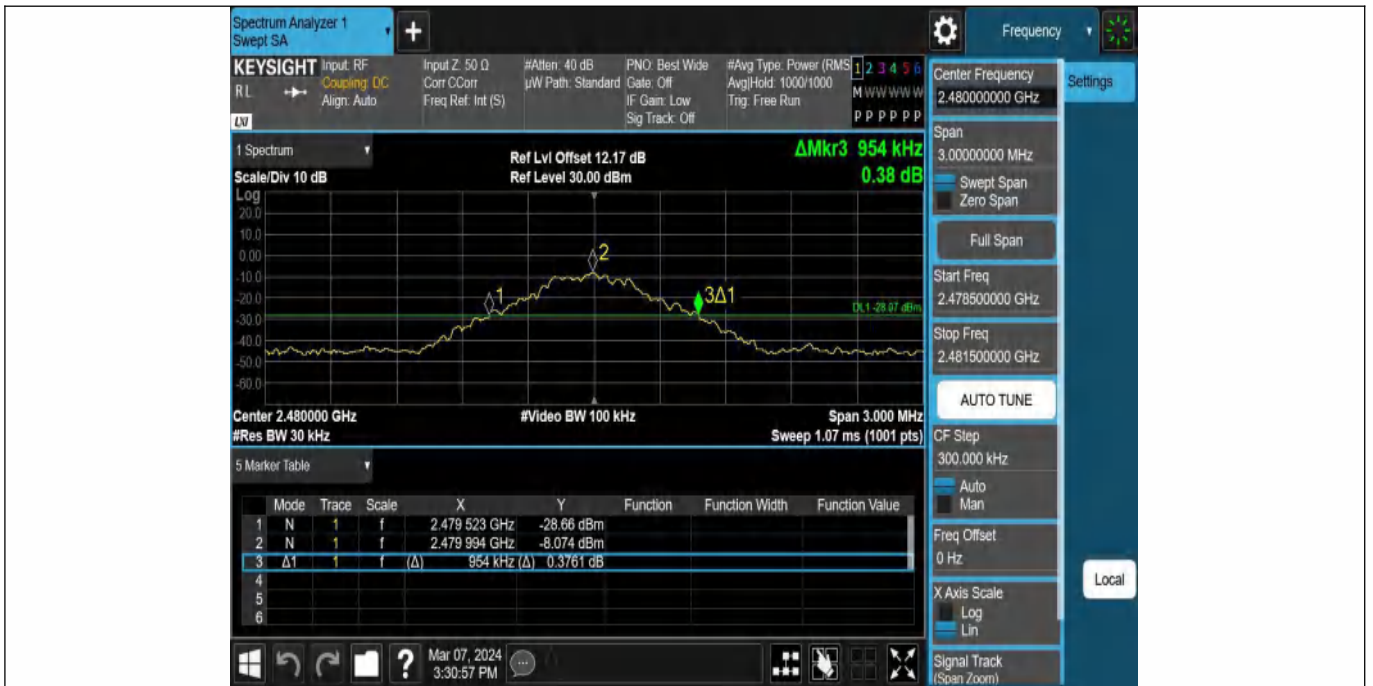 Spectrum Analyzer 1
Swept SA
+
Frequency
KEYSIGHT
RL
LXI
Input: RF
Coupling: DC
Align: Auto
Input Z: 50 Ω
Corr CCorr
Freq Ref: Int (S)
#Atten: 40 dB
µW Path: Standard
PNO: Best Wide
Gate: Off
IF Gain: Low
Sig Track: Off
#Avg Type: Power (RMS
Avg|Hold: 1000/1000
Trig: Free Run
1 2 3 4 5 6
M W W W W W
P P P P P P
1 Spectrum
Scale/Div 10 dB
Ref Lvl Offset 12.17 dB
Ref Level 30.00 dBm
ΔMkr3 954 kHz
0.38 dB
Log
20.0
10.0
0.00
-10.0
-20.0
-30.0
-40.0
-50.0
-60.0
1
2
3Δ1
DL1 -28.07 dBm
Center 2.480000 GHz
#Video BW 100 kHz
Span 3.000 MHz
#Res BW 30 kHz
Sweep 1.07 ms (1001 pts)
5 Marker Table
Mode Trace Scale X Y Function Function Width Function Value
1 N 1 f 2.479 523 GHz -28.66 dBm
2 N 1 f 2.479 994 GHz -8.074 dBm
3 Δ1 1 f (Δ) 954 kHz (Δ) 0.3761 dB
4
5
6
?
Mar 07, 2024
3:30:57 PM
Center Frequency
2.480000000 GHz
Settings
Span
3.00000000 MHz
Swept Span
Zero Span
Full Span
Start Freq
2.478500000 GHz
Stop Freq
2.481500000 GHz
AUTO TUNE
CF Step
300.000 kHz
Auto
Man
Freq Offset
0 Hz
X Axis Scale
Log
Lin
Local
Signal Track
(Span Zoom)